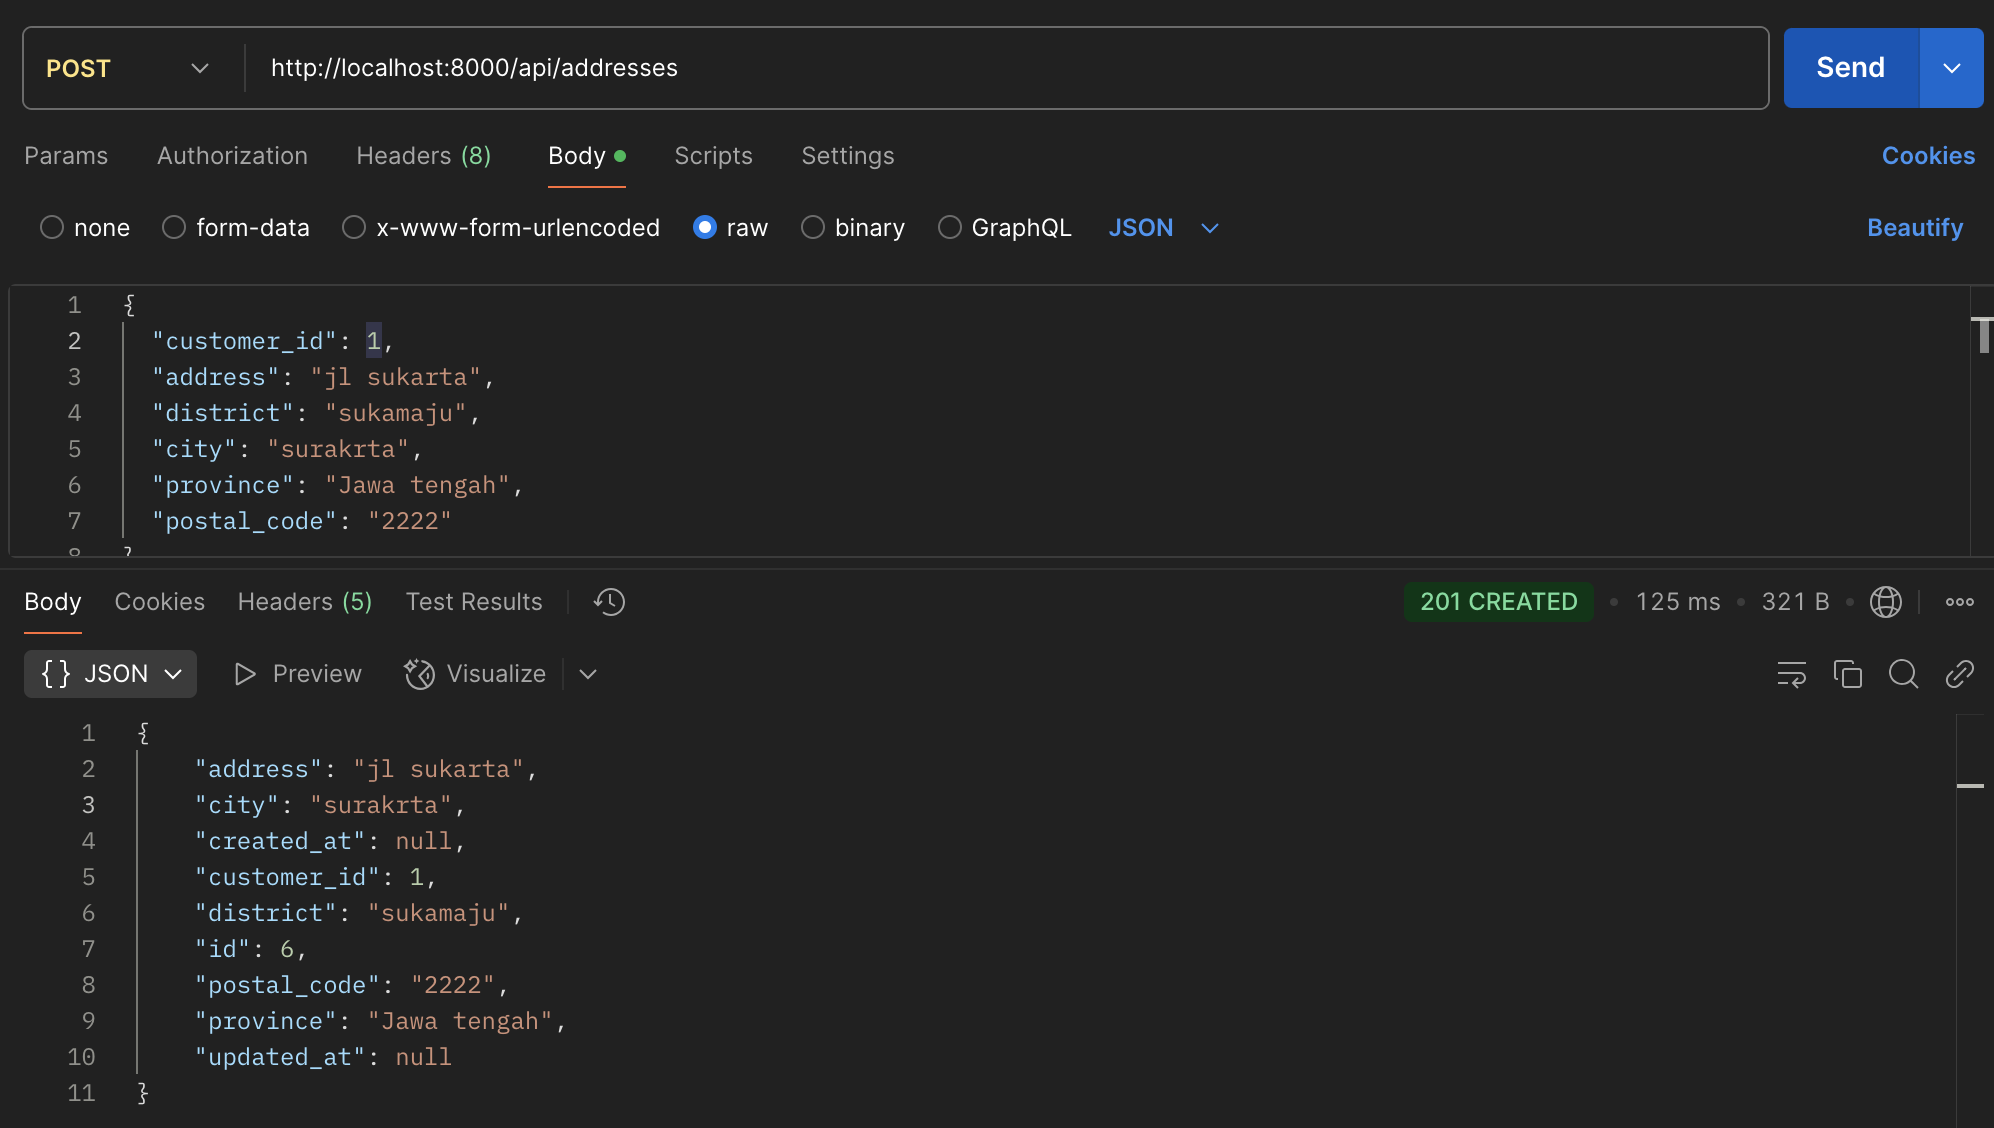 POST http://localhost:8000/api/addresses Send
Params Authorization Headers (8) Body Scripts Settings Cookies
none form-data x-www-form-urlencoded raw binary GraphQL JSON Beautify
1 {
2 "customer_id": 1,
3 "address": "jl sukarta",
4 "district": "sukamaju",
5 "city": "surakrta",
6 "province": "Jawa tengah",
7 "postal_code": "2222"
8 }
Body Cookies Headers (5) Test Results 201 CREATED • 125 ms • 321 B •
{} JSON Preview Visualize
1 {
2 "address": "jl sukarta",
3 "city": "surakrta",
4 "created_at": null,
5 "customer_id": 1,
6 "district": "sukamaju",
7 "id": 6,
8 "postal_code": "2222",
9 "province": "Jawa tengah",
10 "updated_at": null
11 }